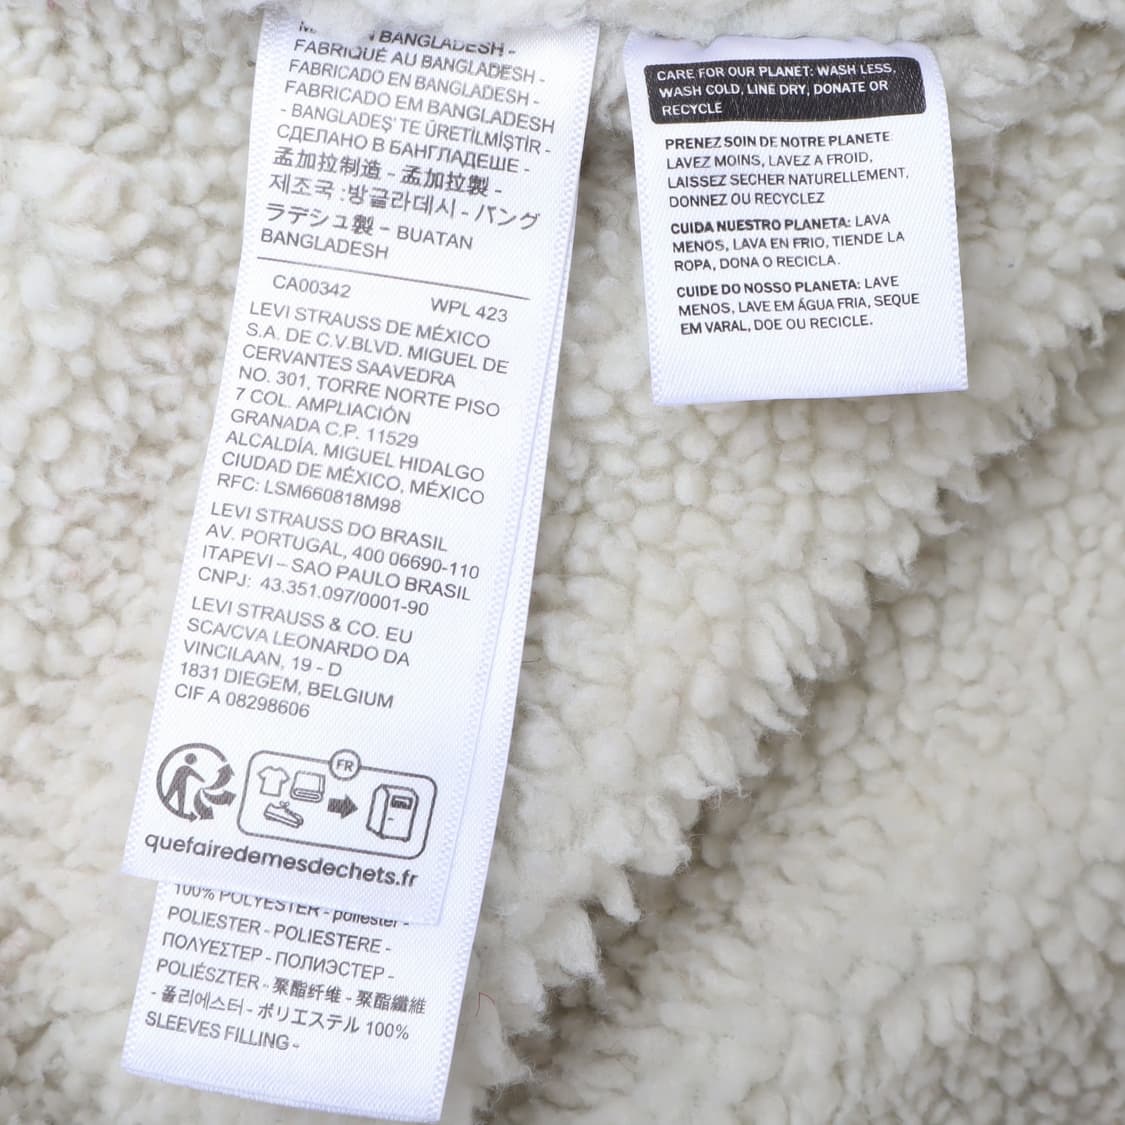 BANGLADESH -
FABRIQUÉ AU BANGLADESH -
FABRICADO EN BANGLADESH -
FABRICADO EM BANGLADESH
- BANGLADEŞ' TE ÜRETİLMİŞTİR -
СДЕЛАНО В БАНГЛАДЕШЕ -
孟加拉制造 - 孟加拉製 -
제조국 :방글라데시 - バング
ラデシュ製 - BUATAN
BANGLADESH
CA00342 WPL 423
LEVI STRAUSS DE MÉXICO
S.A. DE C.V.BLVD. MIGUEL DE
CERVANTES SAAVEDRA
NO. 301, TORRE NORTE PISO
7 COL. AMPLIACIÓN
GRANADA C.P. 11529
ALCALDÍA. MIGUEL HIDALGO
CIUDAD DE MÉXICO, MÉXICO
RFC: LSM660818M98
LEVI STRAUSS DO BRASIL
AV. PORTUGAL, 400 06690-110
ITAPEVI – SAO PAULO BRASIL
CNPJ: 43.351.097/0001-90
LEVI STRAUSS & CO. EU
SCA/CVA LEONARDO DA
VINCILAAN, 19 - D
1831 DIEGEM, BELGIUM
CIF A 08298606
FR
quefairedemesdechets.fr
100% POLYESTER - poliester -
POLIESTER - POLIESTERE -
ΠΟΛΥΕΣΤΕΡ - ПОЛИЭСТЕР -
POLIÉSZTER - 聚酯纤维 - 聚酯纖維
- 폴리에스터 - ポリエステル 100%
SLEEVES FILLING -
CARE FOR OUR PLANET: WASH LESS,
WASH COLD, LINE DRY, DONATE OR
RECYCLE
PRENEZ SOIN DE NOTRE PLANETE
LAVEZ MOINS, LAVEZ A FROID,
LAISSEZ SECHER NATURELLEMENT,
DONNEZ OU RECYCLEZ
CUIDA NUESTRO PLANETA: LAVA
MENOS, LAVA EN FRIO, TIENDE LA
ROPA, DONA O RECICLA.
CUIDE DO NOSSO PLANETA: LAVE
MENOS, LAVE EM ÁGUA FRIA, SEQUE
EM VARAL, DOE OU RECICLE.